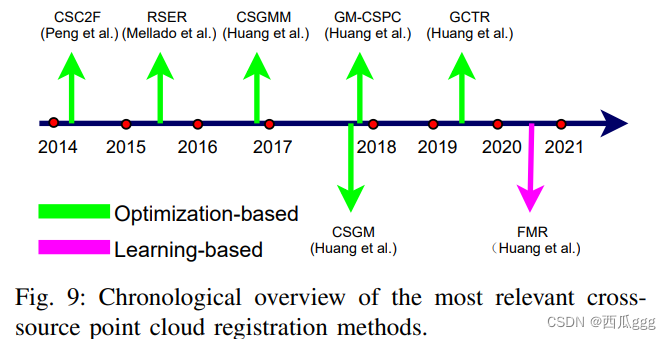 CSC2F RSER CSGMM GM-CSPC GCTR
(Peng et al.) (Mellado et al.) (Huang et al.) (Huang et al.) (Huang et al.)
2014 2015 2016 2017 2018 2019 2020 2021
Optimization-based
Learning-based
CSGM FMR
(Huang et al.) （Huang et al.)
Fig. 9: Chronological overview of the most relevant cross-
source point cloud registration methods.
CSDN @西瓜ggg